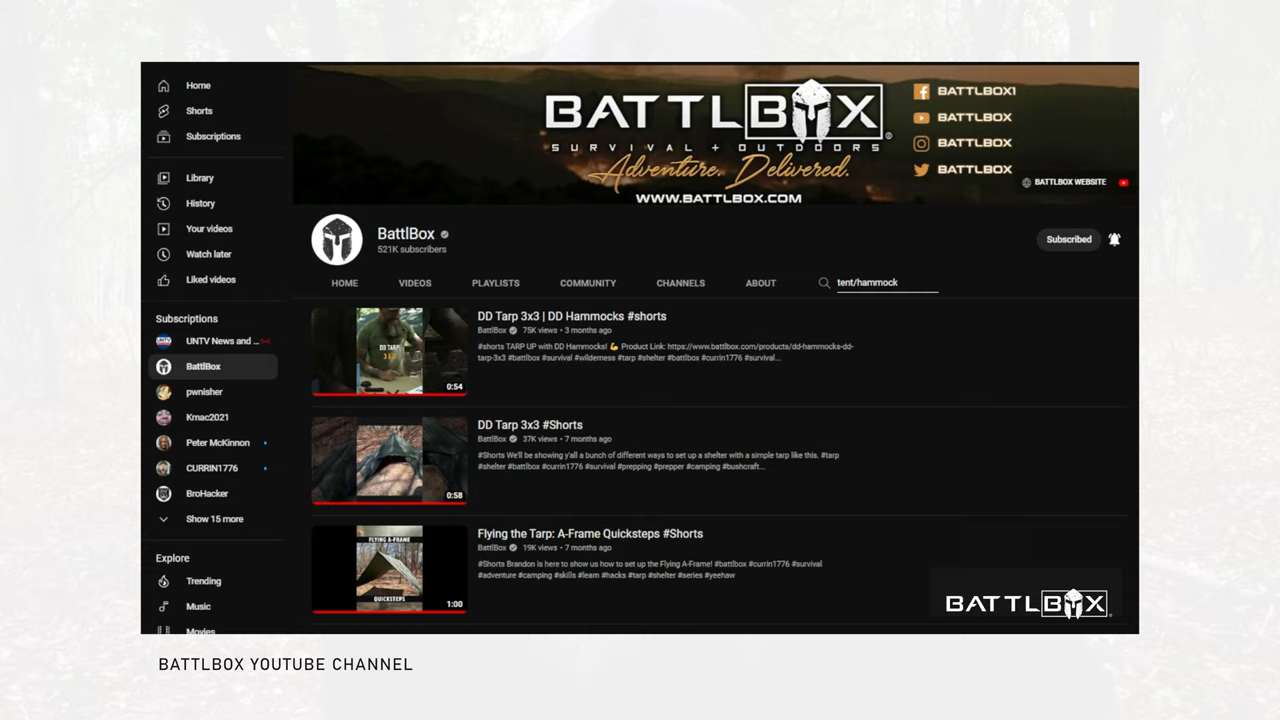 Home
Shorts
Subscriptions
Library
History
Your videos
Watch later
Liked videos
Subscriptions
UNTV News and ...
BattlBox
pwnisher
Kmac2021
Peter McKinnon
CURRIN1776
BroHacker
Show 15 more
Explore
Trending
Music
Movies
BATTLBOX
SURVIVAL + OUTDOORS
Adventure. Delivered.
WWW.BATTLBOX.COM
BATTLBOX1
BATTLBOX
BATTLBOX
BATTLBOX
BATTLBOX WEBSITE
BattlBox
521K subscribers
Subscribed
HOME VIDEOS PLAYLISTS COMMUNITY CHANNELS ABOUT tent/hammock
DD TARP
3x3
0:54
DD Tarp 3x3 | DD Hammocks #shorts
BattlBox 75K views • 3 months ago
#shorts TARP UP with DD Hammocks! 💪 Product Link: https://www.battlbox.com/products/dd-hammocks-dd-
tarp-3x3 #battlbox #survival #wilderness #tarp #shelter #battlbox #currin1776 #survival...
0:58
DD Tarp 3x3 #Shorts
BattlBox 37K views • 7 months ago
#Shorts We'll be showing y'all a bunch of different ways to set up a shelter with a simple tarp like this. #tarp
#shelter #battlbox #currin1776 #survival #prepping #prepper #camping #bushcraft...
FLYING A-FRAME
QUICKSTEPS
1:00
Flying the Tarp: A-Frame Quicksteps #Shorts
BattlBox 19K views • 7 months ago
#Shorts Brandon is here to show us how to set up the Flying A-Frame! #battlbox #currin1776 #survival
#adventure #camping #skills #learn #hacks #tarp #shelter #series #yeehaw
BATTLBOX
BATTLBOX YOUTUBE CHANNEL